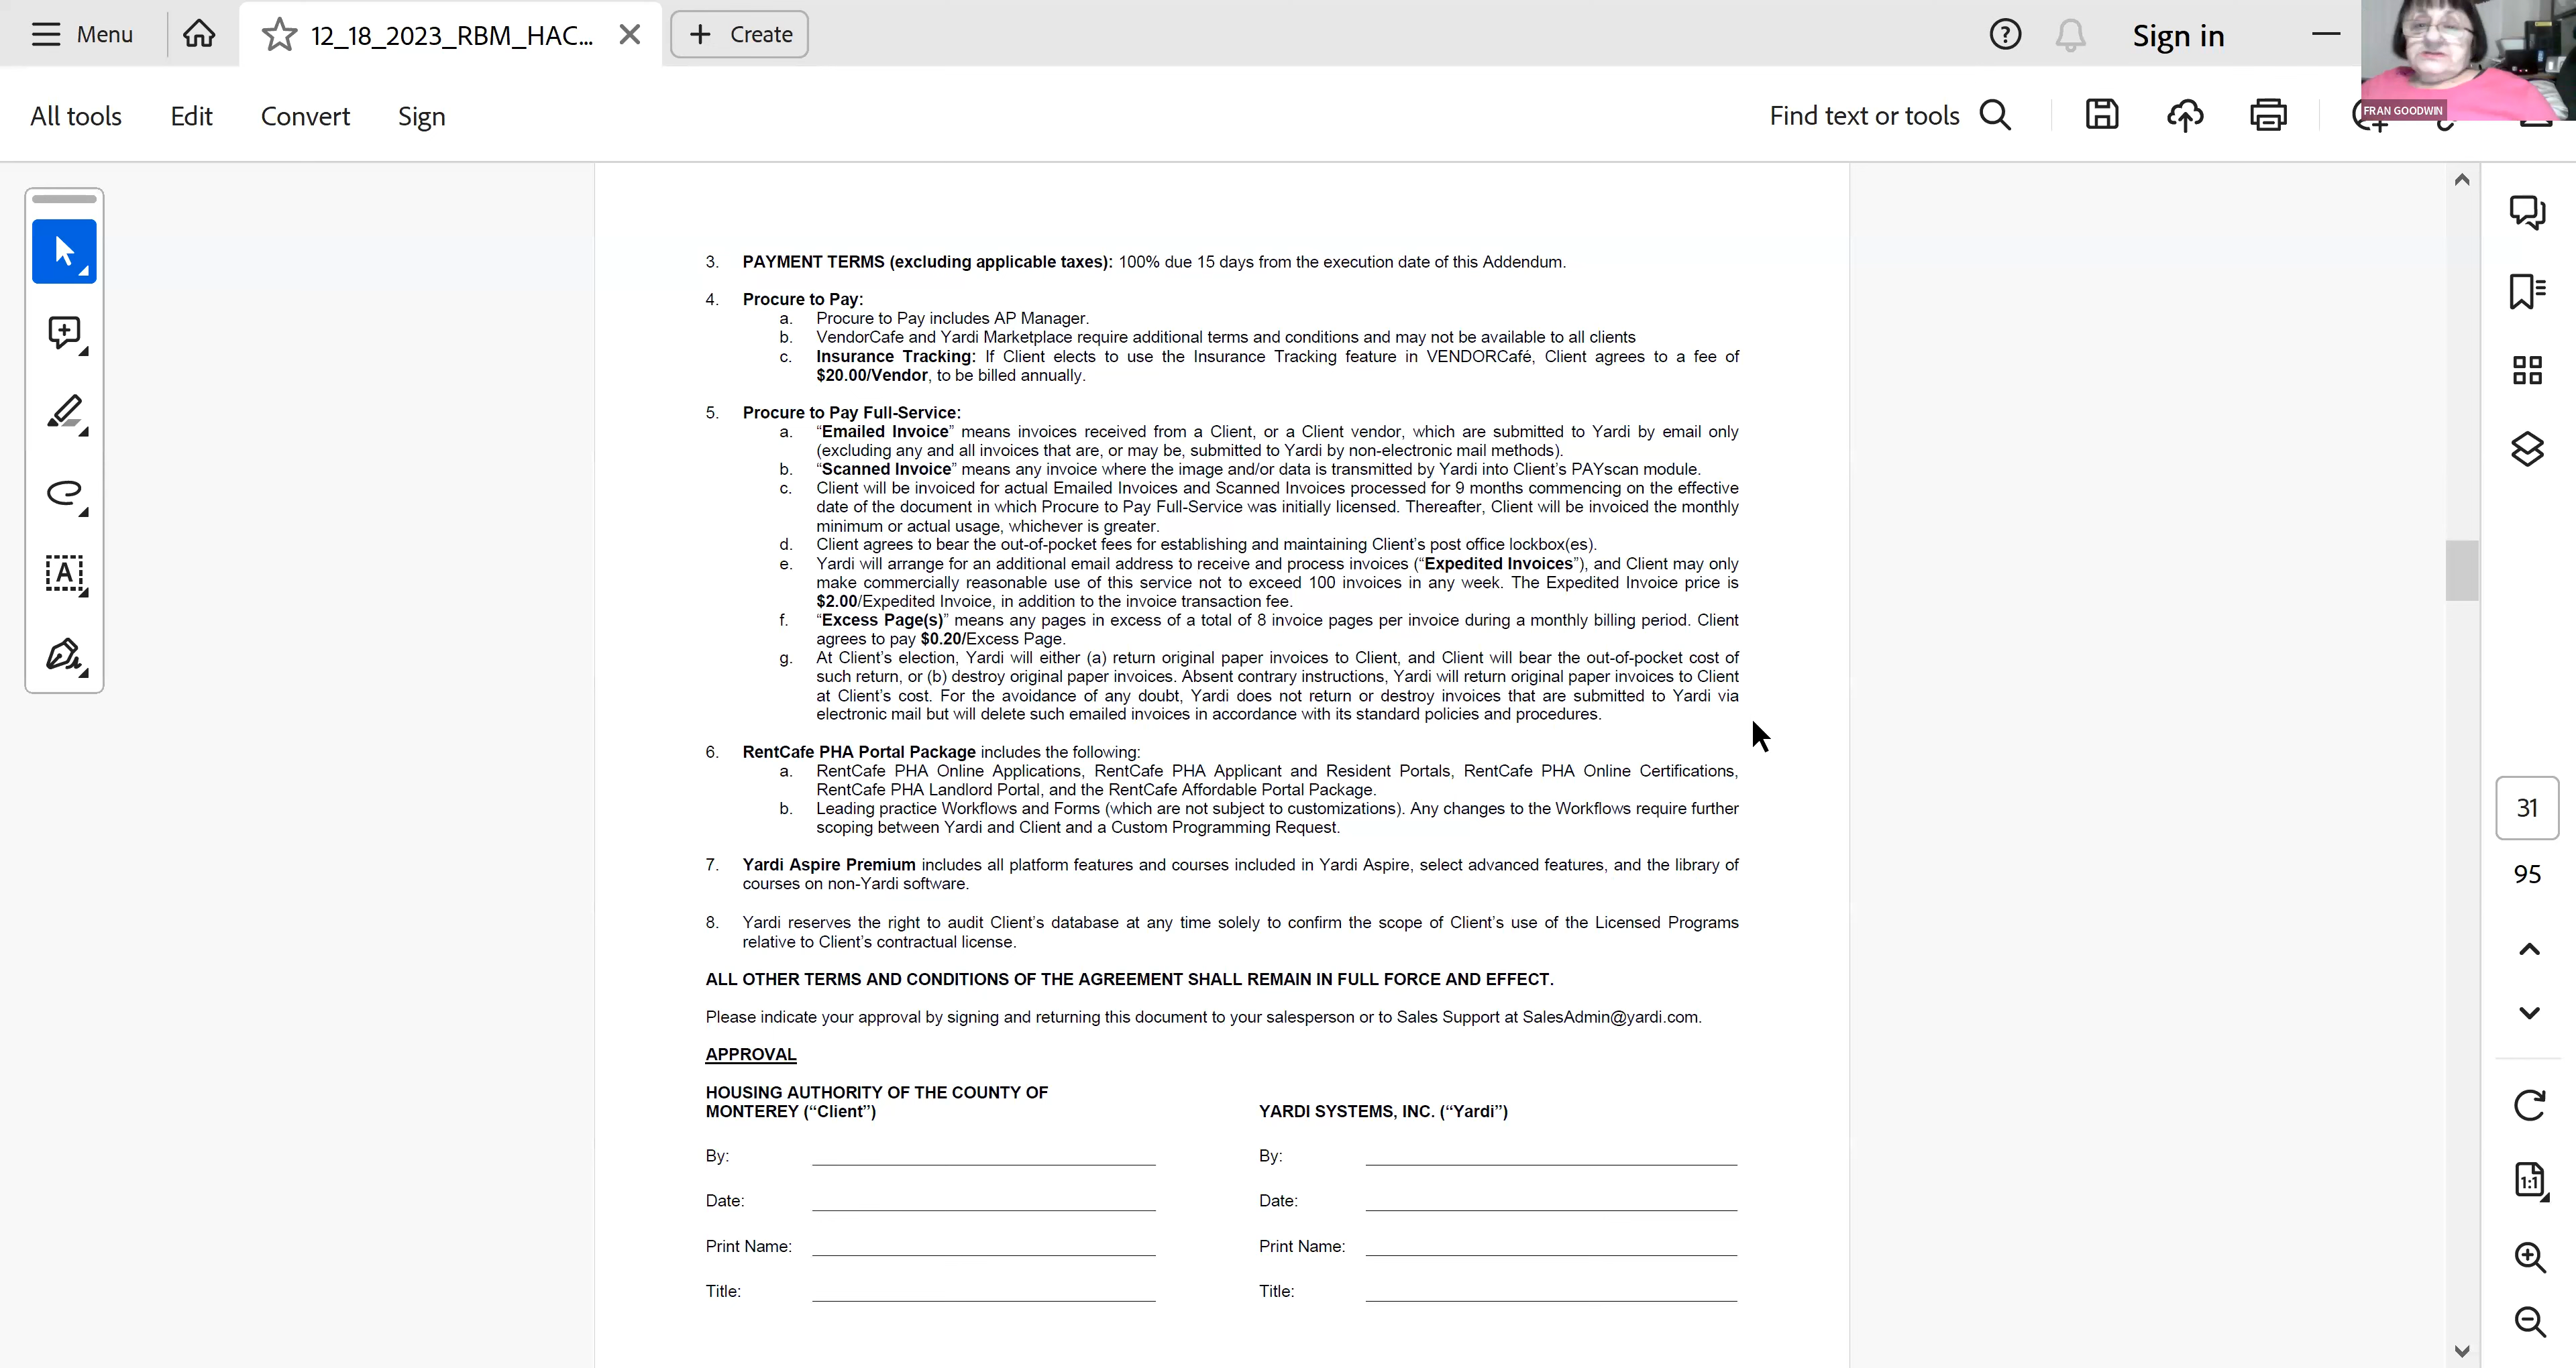 Menu
12_18_2023_RBM_HAC...
Create
Sign in
FRAN GOODWIN
All tools
Edit
Convert
Sign
Find text or tools
3. PAYMENT TERMS (excluding applicable taxes): 100% due 15 days from the execution date of this Addendum.
4. Procure to Pay:
a. Procure to Pay includes AP Manager.
b. VendorCafe and Yardi Marketplace require additional terms and conditions and may not be available to all clients
c. Insurance Tracking: If Client elects to use the Insurance Tracking feature in VENDORCafé, Client agrees to a fee of
$20.00/Vendor, to be billed annually.
5. Procure to Pay Full-Service:
a. “Emailed Invoice” means invoices received from a Client, or a Client vendor, which are submitted to Yardi by email only
(excluding any and all invoices that are, or may be, submitted to Yardi by non-electronic mail methods).
b. “Scanned Invoice” means any invoice where the image and/or data is transmitted by Yardi into Client’s PAYscan module.
c. Client will be invoiced for actual Emailed Invoices and Scanned Invoices processed for 9 months commencing on the effective
date of the document in which Procure to Pay Full-Service was initially licensed. Thereafter, Client will be invoiced the monthly
minimum or actual usage, whichever is greater.
d. Client agrees to bear the out-of-pocket fees for establishing and maintaining Client’s post office lockbox(es).
e. Yardi will arrange for an additional email address to receive and process invoices (“Expedited Invoices”), and Client may only
make commercially reasonable use of this service not to exceed 100 invoices in any week. The Expedited Invoice price is
$2.00/Expedited Invoice, in addition to the invoice transaction fee.
f. “Excess Page(s)” means any pages in excess of a total of 8 invoice pages per invoice during a monthly billing period. Client
agrees to pay $0.20/Excess Page.
g. At Client’s election, Yardi will either (a) return original paper invoices to Client, and Client will bear the out-of-pocket cost of
such return, or (b) destroy original paper invoices. Absent contrary instructions, Yardi will return original paper invoices to Client
at Client’s cost. For the avoidance of any doubt, Yardi does not return or destroy invoices that are submitted to Yardi via
electronic mail but will delete such emailed invoices in accordance with its standard policies and procedures.
6. RentCafe PHA Portal Package includes the following:
a. RentCafe PHA Online Applications, RentCafe PHA Applicant and Resident Portals, RentCafe PHA Online Certifications,
RentCafe PHA Landlord Portal, and the RentCafe Affordable Portal Package.
b. Leading practice Workflows and Forms (which are not subject to customizations). Any changes to the Workflows require further
scoping between Yardi and Client and a Custom Programming Request.
7. Yardi Aspire Premium includes all platform features and courses included in Yardi Aspire, select advanced features, and the library of
courses on non-Yardi software.
8. Yardi reserves the right to audit Client’s database at any time solely to confirm the scope of Client’s use of the Licensed Programs
relative to Client’s contractual license.
ALL OTHER TERMS AND CONDITIONS OF THE AGREEMENT SHALL REMAIN IN FULL FORCE AND EFFECT.
Please indicate your approval by signing and returning this document to your salesperson or to Sales Support at SalesAdmin@yardi.com.
APPROVAL
HOUSING AUTHORITY OF THE COUNTY OF
MONTEREY (“Client”)
YARDI SYSTEMS, INC. (“Yardi”)
By: By:
Date: Date:
Print Name: Print Name:
Title: Title:
31
95
1:1